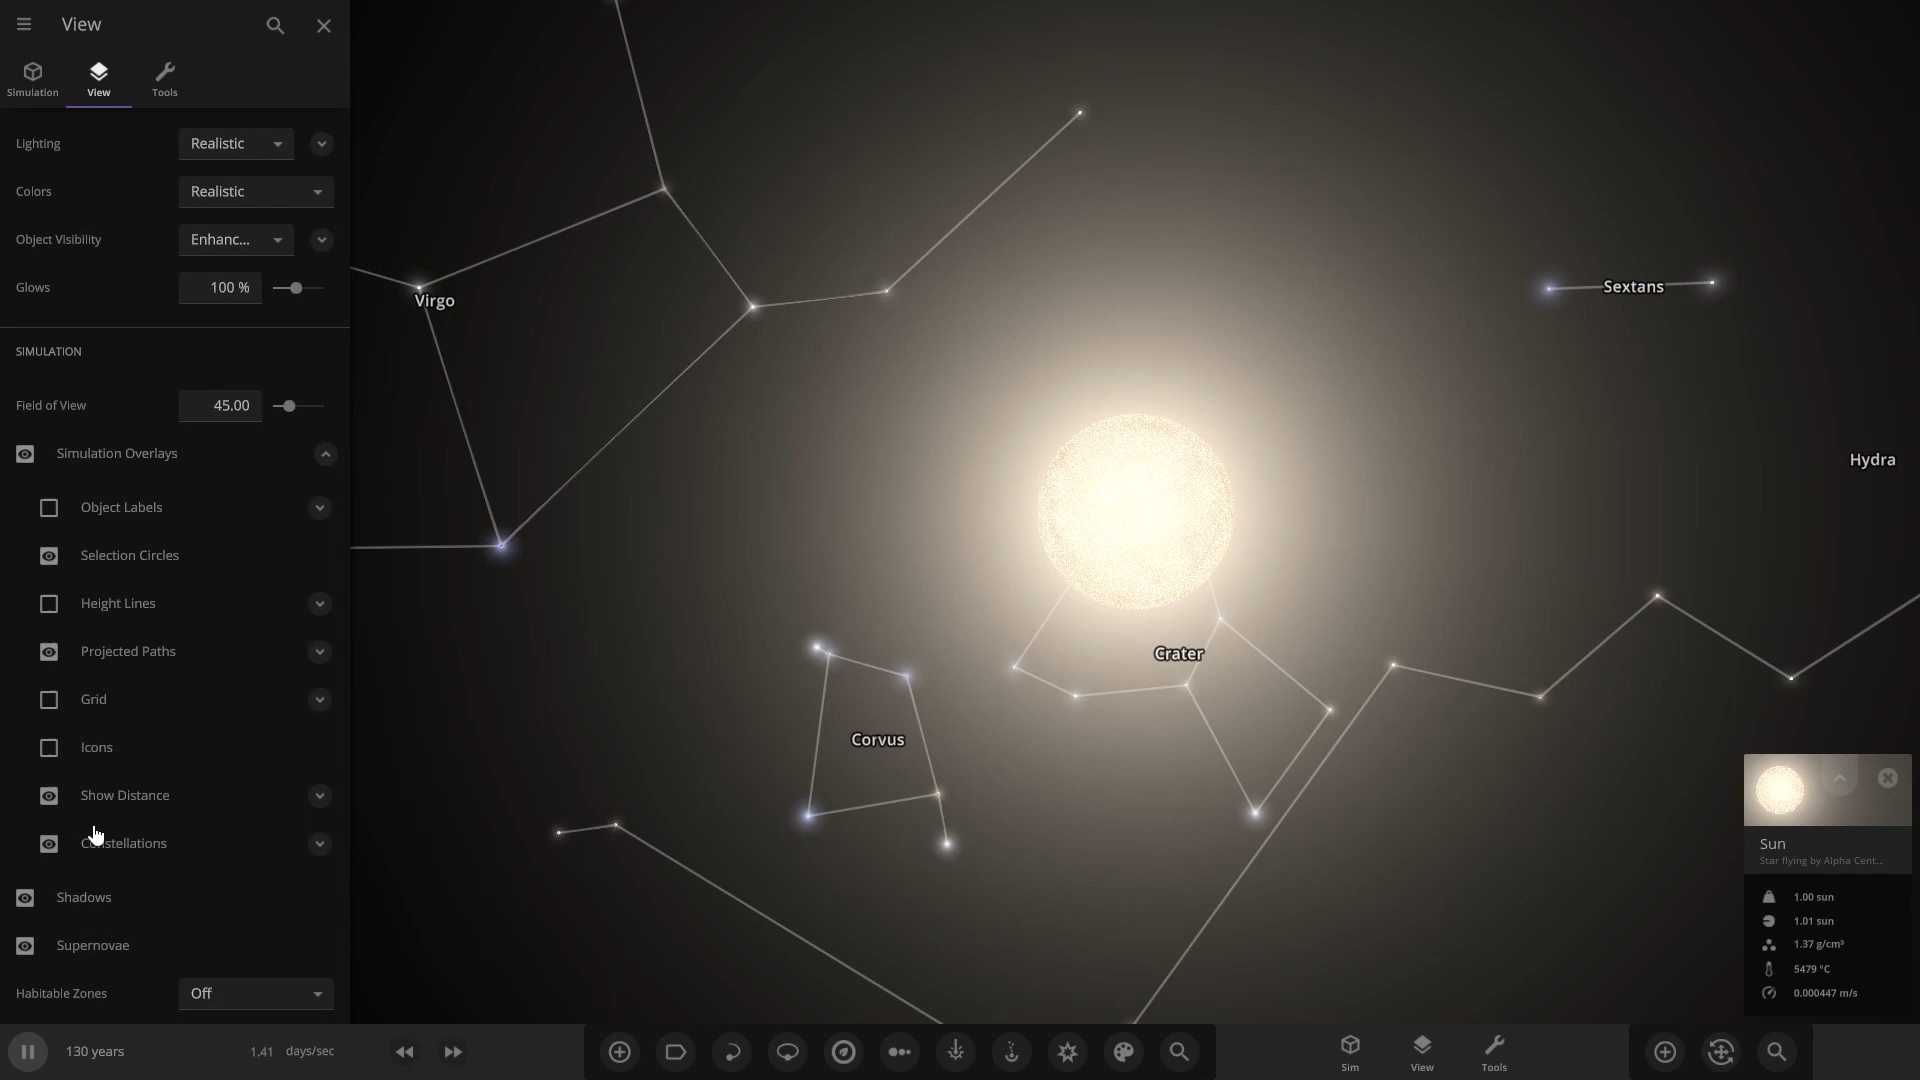 View
Simulation
View
Tools
Lighting
Realistic
Colors
Realistic
Object Visibility
Enhanc...
Glows
100 %
SIMULATION
Field of View
45.00
Simulation Overlays
Object Labels
Selection Circles
Height Lines
Projected Paths
Grid
Icons
Show Distance
Constellations
Shadows
Supernovae
Habitable Zones
Off
Virgo
Sextans
Hydra
Crater
Corvus
Sun
Star flying by Alpha Cent...
1.00 sun
1.01 sun
1.37 g/cm³
5479 °C
0.000447 m/s
130 years
1.41 days/sec
Sim
View
Tools